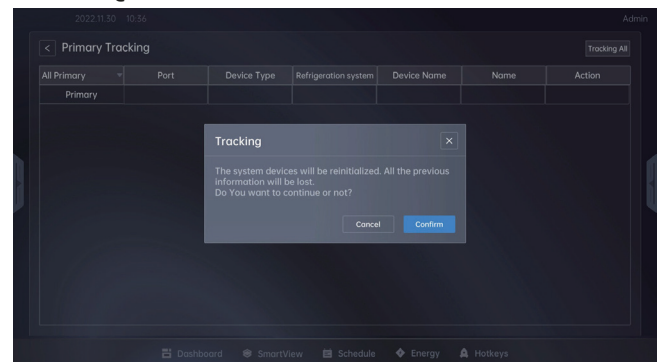 2022.11.30 10:36 Admin
< Primary Tracking Tracking All
All Primary Port Device Type Refrigeration system Device Name Name Action
Primary
Tracking
The system devices will be reinitialized. All the previous
information will be lost.
Do You want to continue or not?
Cancel Confirm
Dashboard SmartView Schedule Energy Hotkeys